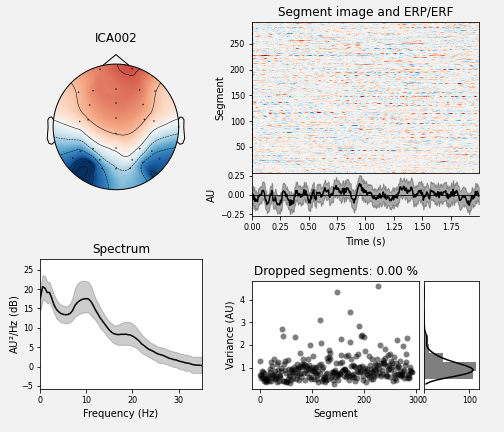 ICA002
Segment image and ERP/ERF
Segment
250
200
150
100
50
AU
0.25
0.00
−0.25
0.00 0.25 0.50 0.75 1.00 1.25 1.50 1.75
Time (s)
Spectrum
AU²/Hz (dB)
25
20
15
10
5
0
−5
0 10 20 30
Frequency (Hz)
Dropped segments: 0.00 %
Variance (AU)
4
3
2
1
0 100 200 300
Segment
0 100